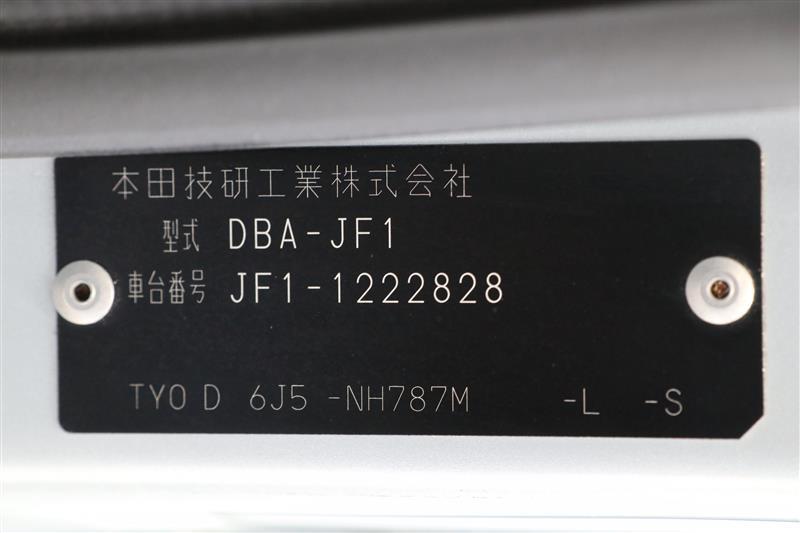 本田技研工業株式会社
型式 DBA-JF1
車台番号 JF1-1222828
TYO D 6J5 -NH787M -L -S